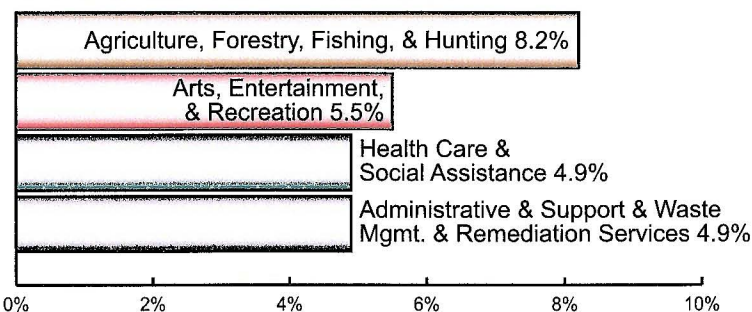 Agriculture, Forestry, Fishing, & Hunting 8.2%
Arts, Entertainment,
& Recreation 5.5%
Health Care &
Social Assistance 4.9%
Administrative & Support & Waste
Mgmt. & Remediation Services 4.9%
0% 2% 4% 6% 8% 10%